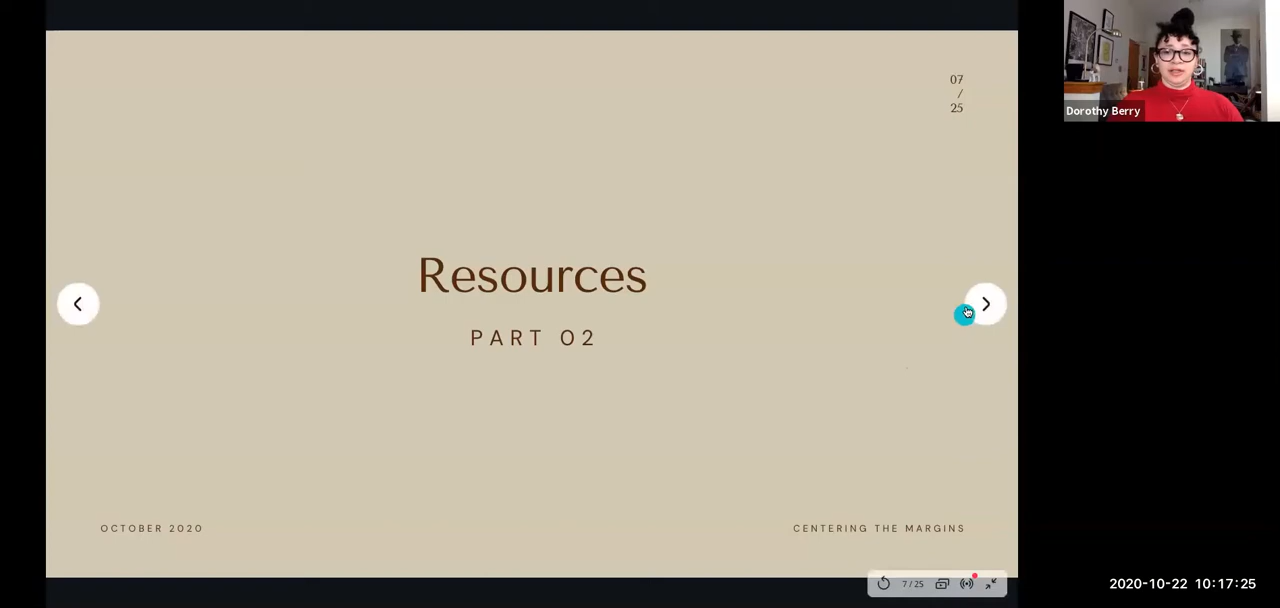 07
/
25
Dorothy Berry
Resources
PART 02
OCTOBER 2020
CENTERING THE MARGINS
7 / 25
2020-10-22 10:17:25